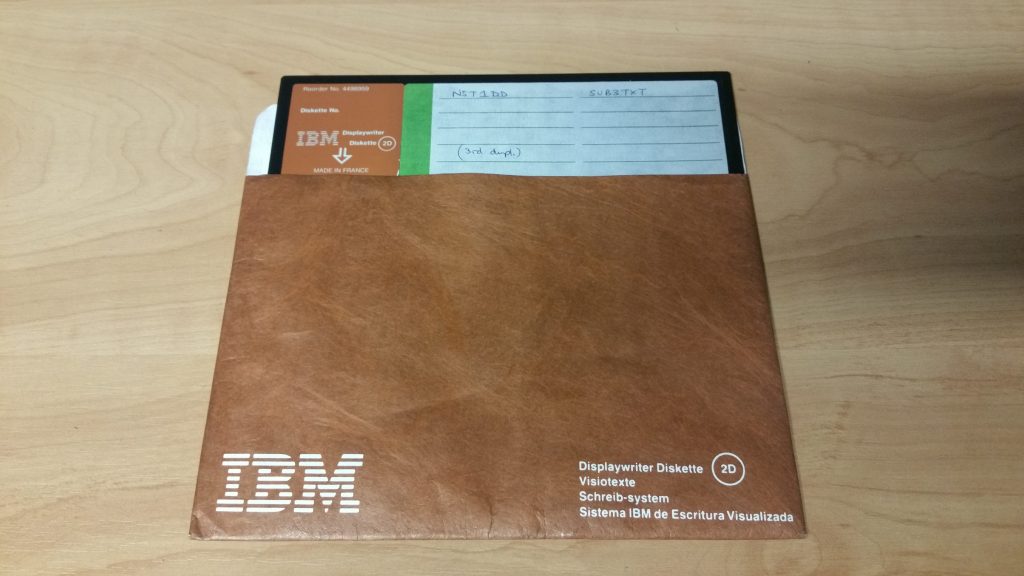 Reorder No. 4498959
Diskette No.
IBM Displaywriter
Diskette 2D
MADE IN FRANCE
NST1DD SUB3TXT
(3rd dupl.)
IBM
Displaywriter Diskette 2D
Visiotexte
Schreib-system
Sistema IBM de Escritura Visualizada